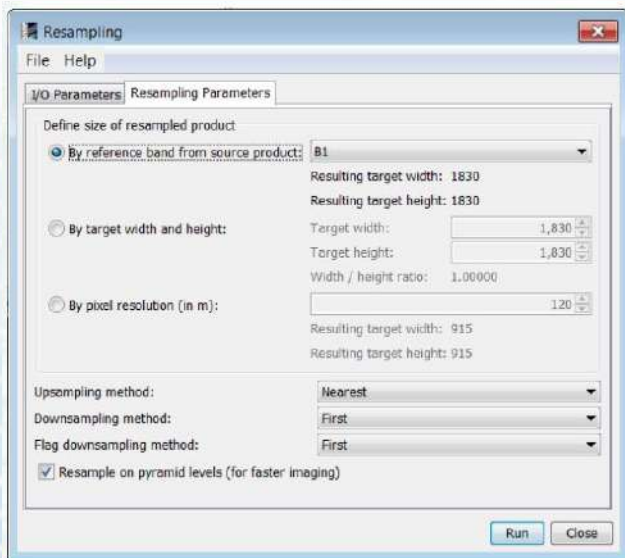 Resampling
File Help
I/O Parameters Resampling Parameters
Define size of resampled product
By reference band from source product: B1
Resulting target width: 1830
Resulting target height: 1830
By target width and height: Target width: 1,830
Target height: 1,830
Width / height ratio: 1.00000
By pixel resolution (in m): 120
Resulting target width: 915
Resulting target height: 915
Upsampling method: Nearest
Downsampling method: First
Flag downsampling method: First
Resample on pyramid levels (for faster imaging)
Run Close